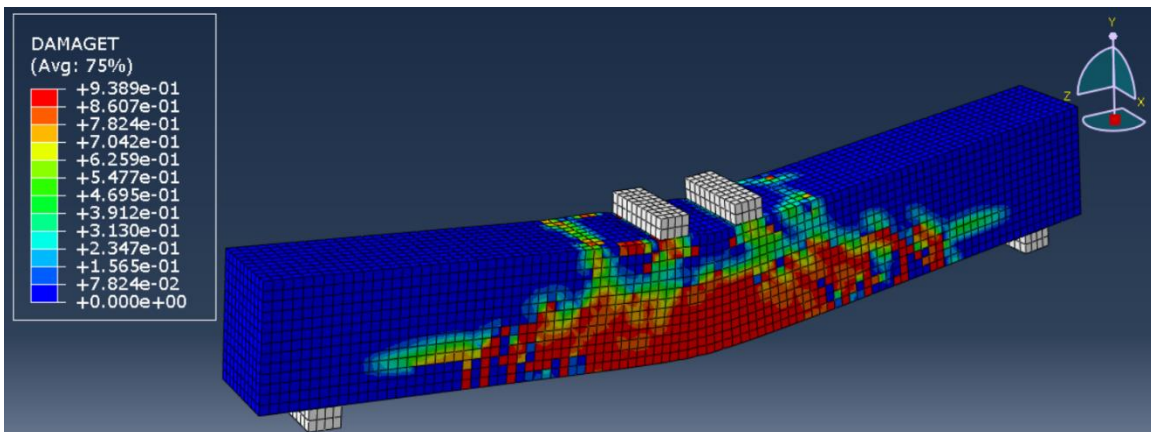 DAMAGET
(Avg: 75%)
+9.389e-01
+8.607e-01
+7.824e-01
+7.042e-01
+6.259e-01
+5.477e-01
+4.695e-01
+3.912e-01
+3.130e-01
+2.347e-01
+1.565e-01
+7.824e-02
+0.000e+00
Y
Z
X